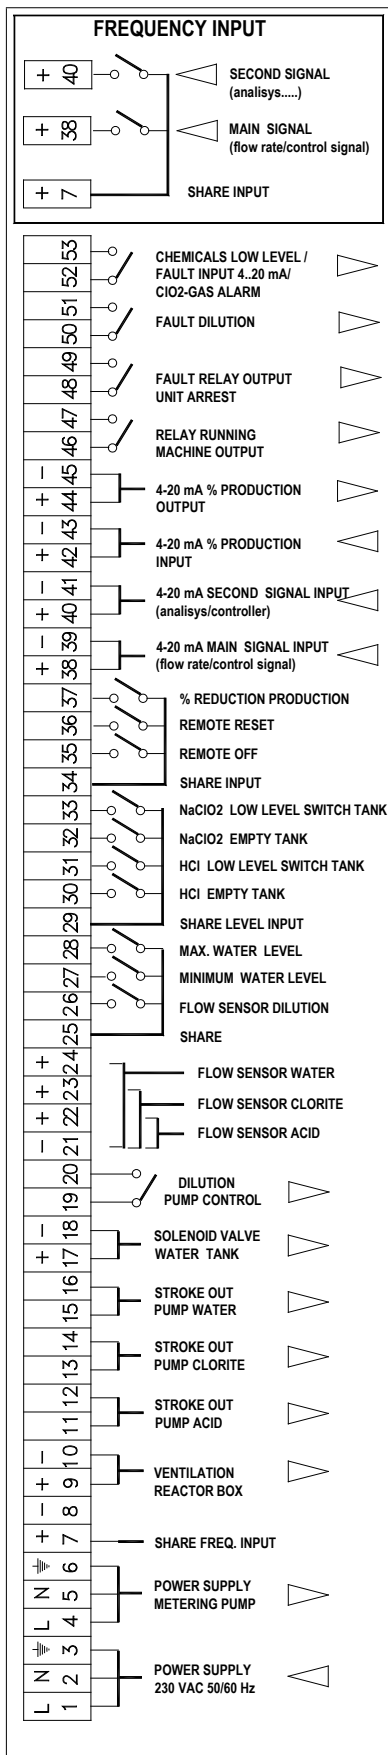 FREQUENCY INPUT
+ 40 SECOND SIGNAL
(analisys.....)
+ 38 MAIN SIGNAL
(flow rate/control signal)
+ 7 SHARE INPUT
53 CHEMICALS LOW LEVEL /
52 FAULT INPUT 4..20 mA/
ClO2-GAS ALARM
51
50 FAULT DILUTION
49
48 FAULT RELAY OUTPUT
UNIT ARREST
47
46 RELAY RUNNING
MACHINE OUTPUT
- 45
+ 44 4-20 mA % PRODUCTION
OUTPUT
- 43
+ 42 4-20 mA % PRODUCTION
INPUT
- 41 4-20 mA SECOND SIGNAL INPUT
+ 40 (analisys/controller)
- 39 4-20 mA MAIN SIGNAL INPUT
+ 38 (flow rate/control signal)
37 % REDUCTION PRODUCTION
36 REMOTE RESET
35 REMOTE OFF
34 SHARE INPUT
33 NaClO2 LOW LEVEL SWITCH TANK
32 NaClO2 EMPTY TANK
31 HCl LOW LEVEL SWITCH TANK
30 HCl EMPTY TANK
29 SHARE LEVEL INPUT
28 MAX. WATER LEVEL
27 MINIMUM WATER LEVEL
26 FLOW SENSOR DILUTION
25 SHARE
+ 24 FLOW SENSOR WATER
+ 23 FLOW SENSOR CLORITE
+ 22 FLOW SENSOR ACID
- 21
20 DILUTION
19 PUMP CONTROL
- 18 SOLENOID VALVE
+ 17 WATER TANK
16 STROKE OUT
15 PUMP WATER
14 STROKE OUT
13 PUMP CLORITE
12 STROKE OUT
11 PUMP ACID
- 10 VENTILATION
+ 9 REACTOR BOX
- 8
+ 7 SHARE FREQ. INPUT
6
N 5 POWER SUPPLY
L 4 METERING PUMP
3
N 2 POWER SUPPLY
L 1 230 VAC 50/60 Hz